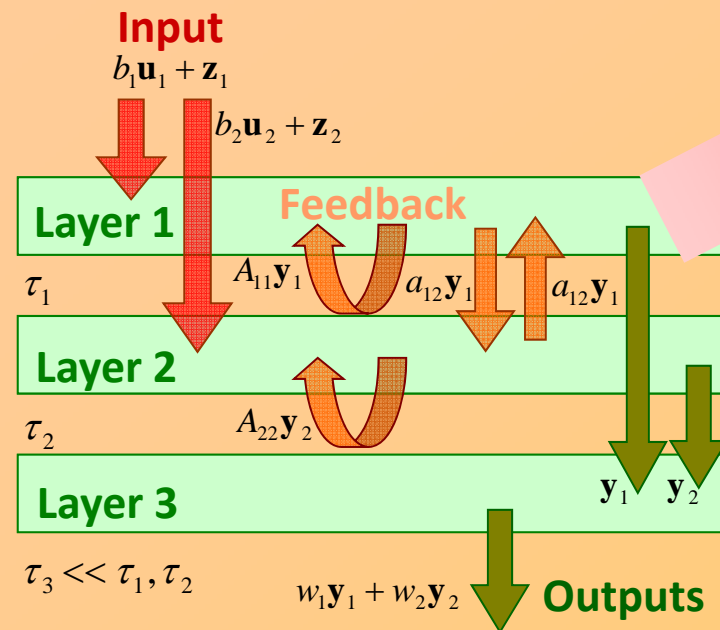 Input
b₁u₁ + z₁
b₂u₂ + z₂
Feedback
Layer 1
τ₁
A₁₁y₁
a₁₂y₁
a₁₂y₁
Layer 2
τ₂
A₂₂y₂
y₁
y₂
Layer 3
τ₃ << τ₁, τ₂
w₁y₁ + w₂y₂
Outputs